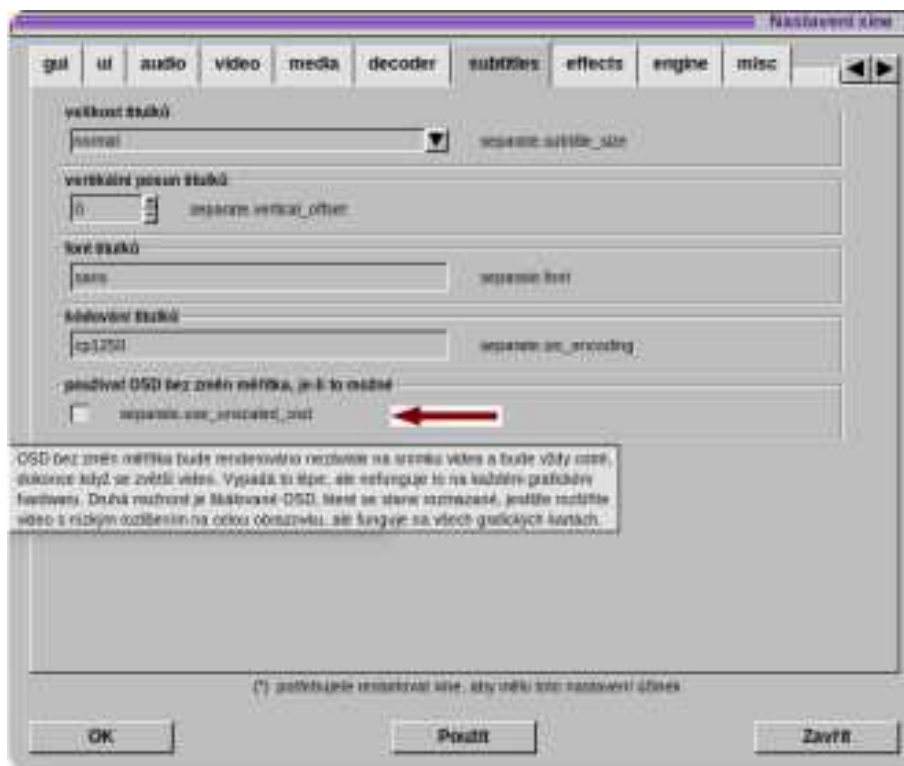 Nastavení xine
gui ui audio video media decoder subtitles effects engine misc
velikost titulků
normal separate.subtitle_size
vertikální posun titulků
0 separate.vertical_offset
font titulků
sans separate.font
kódování titulků
cp1250 separate.src_encoding
používat OSD bez změn měřítka, je-li to možné
separate.use_unscaled_osd
OSD bez změn měřítka bude renderováno nezávisle na snímku videa a bude vždy ostré,
dokonce když se zvětší video. Vypadá to lépe, ale nefunguje to na každém grafickém
hardwaru. Druhá možnost je škálované OSD, které se stane rozmazané, jestliže roztáhnete
video s nízkým rozlišením na celou obrazovku, ale funguje na všech grafických kartách.
(*) potřebujete restartovat xine, aby mělo toto nastavení účinek
OK Použít Zavřít